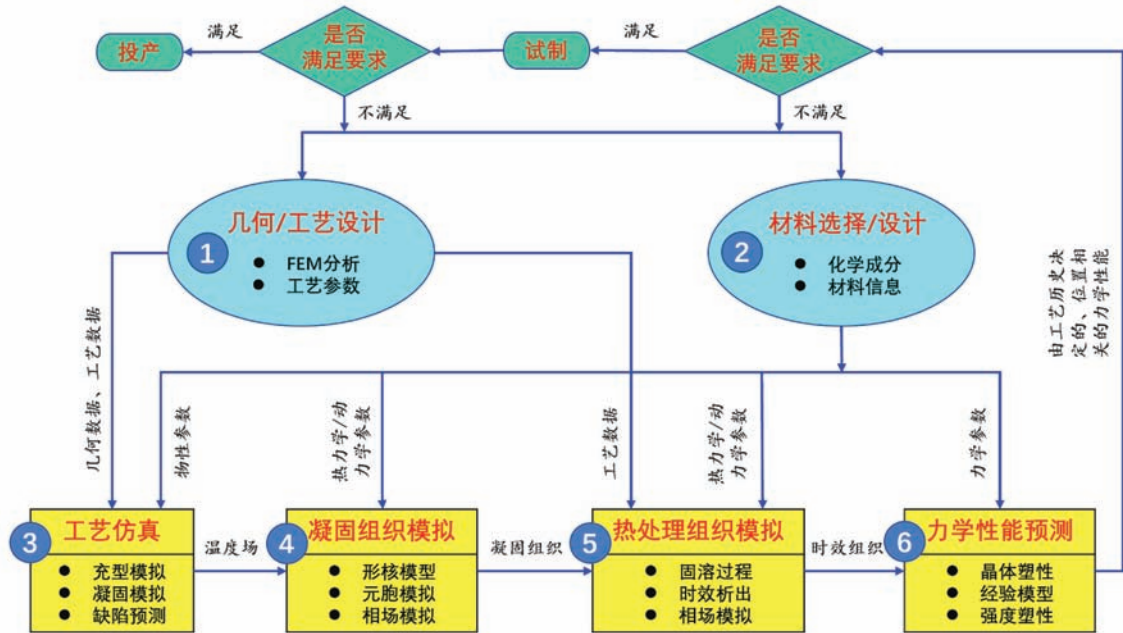 投产
满足
是否
满足要求
试制
满足
是否
满足要求
不满足
不满足
几何/工艺设计
1
● FEM分析
● 工艺参数
材料选择/设计
2
● 化学成分
● 材料信息
由工艺历史决
定的、位置相
关的力学性能
几何数据、工艺数据
物性参数
热力学/动
力学参数
工艺数据
热力学/动
力学参数
力学参数
3
工艺仿真
● 充型模拟
● 凝固模拟
● 缺陷预测
温度场
4
凝固组织模拟
● 形核模型
● 元胞模拟
● 相场模拟
凝固组织
5
热处理组织模拟
● 固溶过程
● 时效析出
● 相场模拟
时效组织
6
力学性能预测
● 晶体塑性
● 经验模型
● 强度塑性